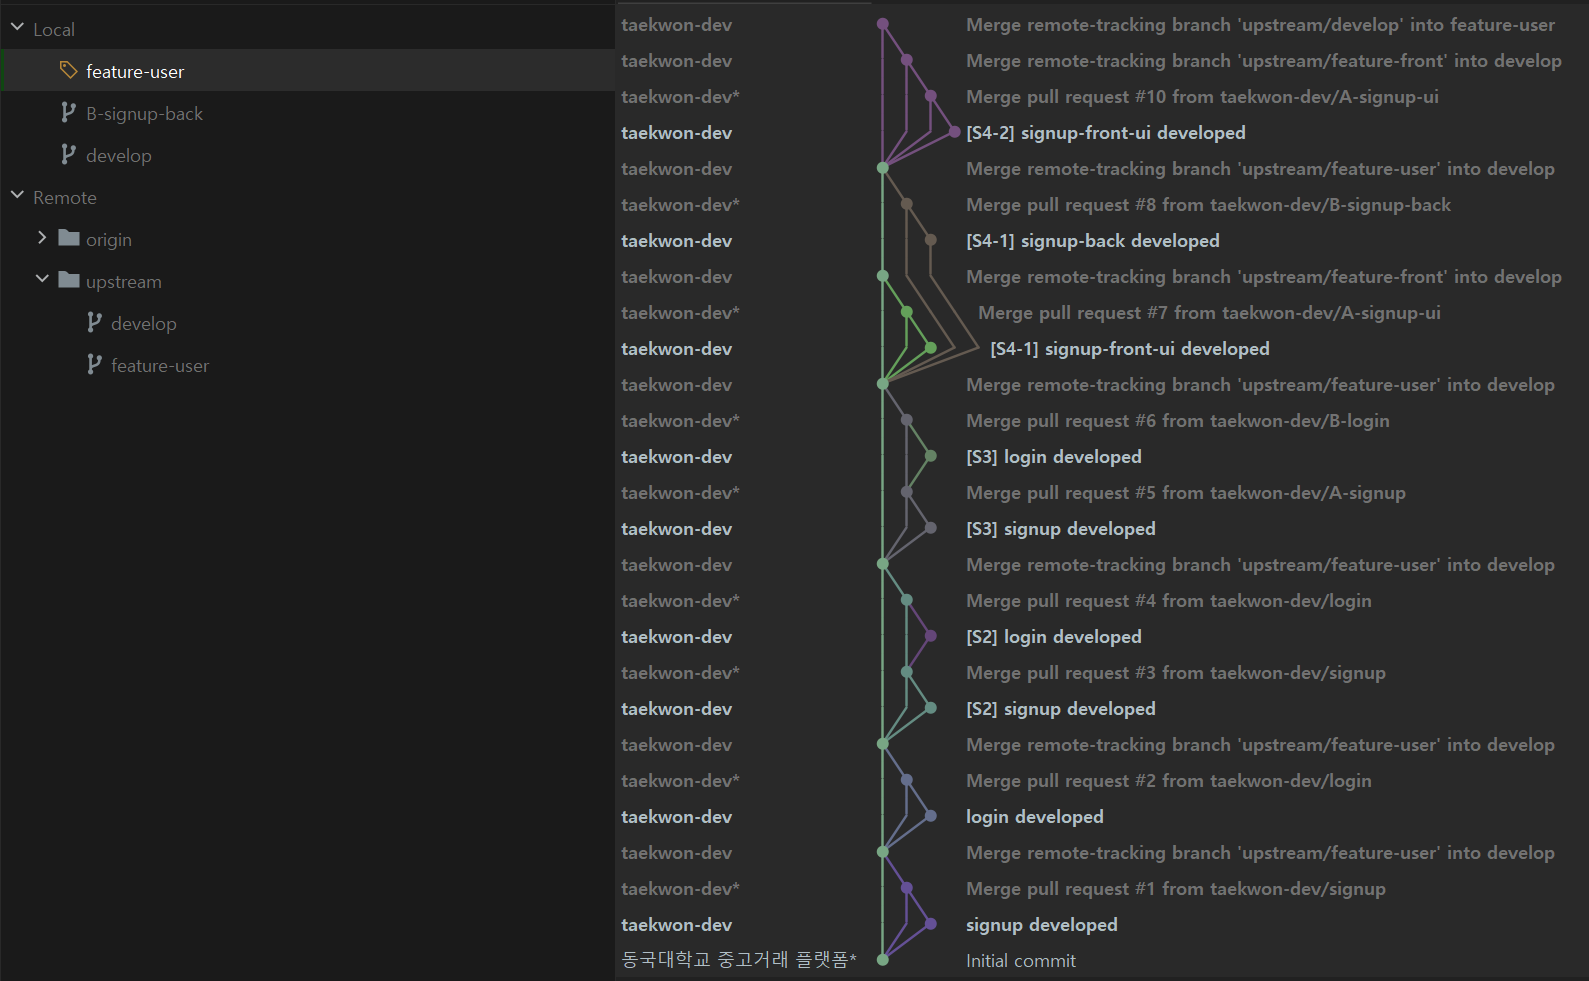 Local
feature-user
B-signup-back
develop
Remote
origin
upstream
develop
feature-user
taekwon-dev Merge remote-tracking branch 'upstream/develop' into feature-user
taekwon-dev Merge remote-tracking branch 'upstream/feature-front' into develop
taekwon-dev* Merge pull request #10 from taekwon-dev/A-signup-ui
taekwon-dev [S4-2] signup-front-ui developed
taekwon-dev Merge remote-tracking branch 'upstream/feature-user' into develop
taekwon-dev* Merge pull request #8 from taekwon-dev/B-signup-back
taekwon-dev [S4-1] signup-back developed
taekwon-dev Merge remote-tracking branch 'upstream/feature-front' into develop
taekwon-dev* Merge pull request #7 from taekwon-dev/A-signup-ui
taekwon-dev [S4-1] signup-front-ui developed
taekwon-dev Merge remote-tracking branch 'upstream/feature-user' into develop
taekwon-dev* Merge pull request #6 from taekwon-dev/B-login
taekwon-dev [S3] login developed
taekwon-dev* Merge pull request #5 from taekwon-dev/A-signup
taekwon-dev [S3] signup developed
taekwon-dev Merge remote-tracking branch 'upstream/feature-user' into develop
taekwon-dev* Merge pull request #4 from taekwon-dev/login
taekwon-dev [S2] login developed
taekwon-dev* Merge pull request #3 from taekwon-dev/signup
taekwon-dev [S2] signup developed
taekwon-dev Merge remote-tracking branch 'upstream/feature-user' into develop
taekwon-dev* Merge pull request #2 from taekwon-dev/login
taekwon-dev login developed
taekwon-dev Merge remote-tracking branch 'upstream/feature-user' into develop
taekwon-dev* Merge pull request #1 from taekwon-dev/signup
taekwon-dev signup developed
동국대학교 중고거래 플랫폼* Initial commit